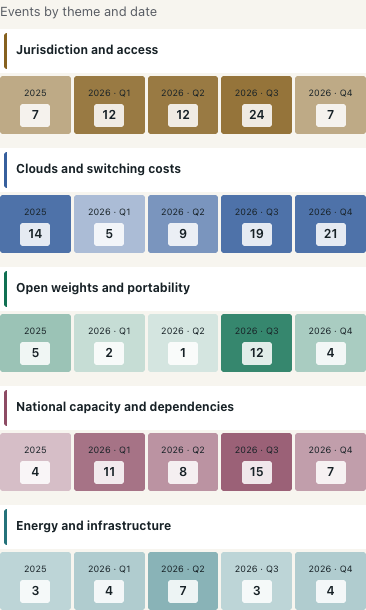 Events by theme and date
Jurisdiction and access
2025 2026 · Q1 2026 · Q2 2026 · Q3 2026 · Q4
7 12 12 24 7
Clouds and switching costs
2025 2026 · Q1 2026 · Q2 2026 · Q3 2026 · Q4
14 5 9 19 21
Open weights and portability
2025 2026 · Q1 2026 · Q2 2026 · Q3 2026 · Q4
5 2 1 12 4
National capacity and dependencies
2025 2026 · Q1 2026 · Q2 2026 · Q3 2026 · Q4
4 11 8 15 7
Energy and infrastructure
2025 2026 · Q1 2026 · Q2 2026 · Q3 2026 · Q4
3 4 7 3 4